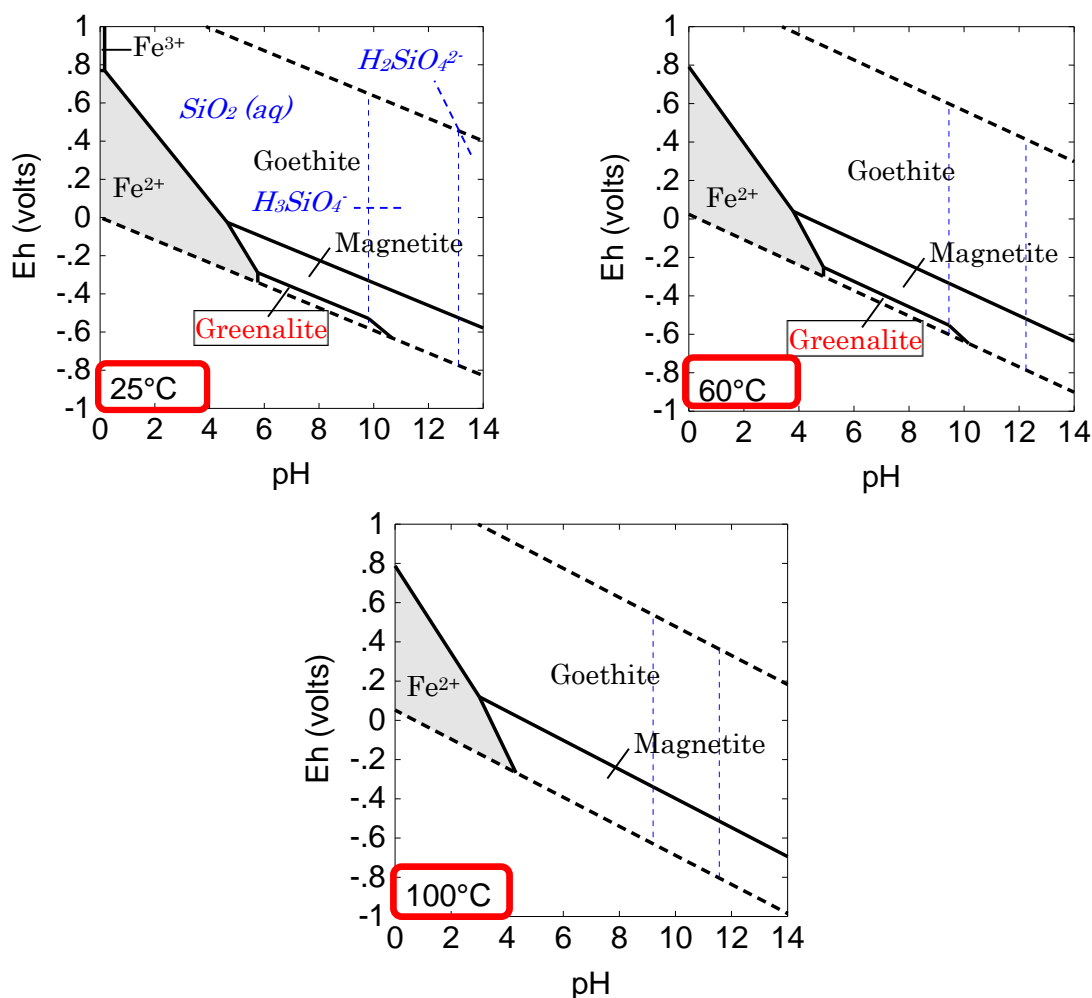 1
.8
.6
.4
.2
0
-.2
-.4
-.6
-.8
-1
Eh (volts)
Fe³⁺
H₂SiO₄²⁻
SiO₂ (aq)
Goethite
Fe²⁺
H₃SiO₄⁻
Magnetite
Greenalite
25°C
0 2 4 6 8 10 12 14
pH
1
.8
.6
.4
.2
0
-.2
-.4
-.6
-.8
-1
Eh (volts)
Goethite
Fe²⁺
Magnetite
Greenalite
60°C
0 2 4 6 8 10 12 14
pH
1
.8
.6
.4
.2
0
-.2
-.4
-.6
-.8
-1
Eh (volts)
Goethite
Fe²⁺
Magnetite
100°C
0 2 4 6 8 10 12 14
pH